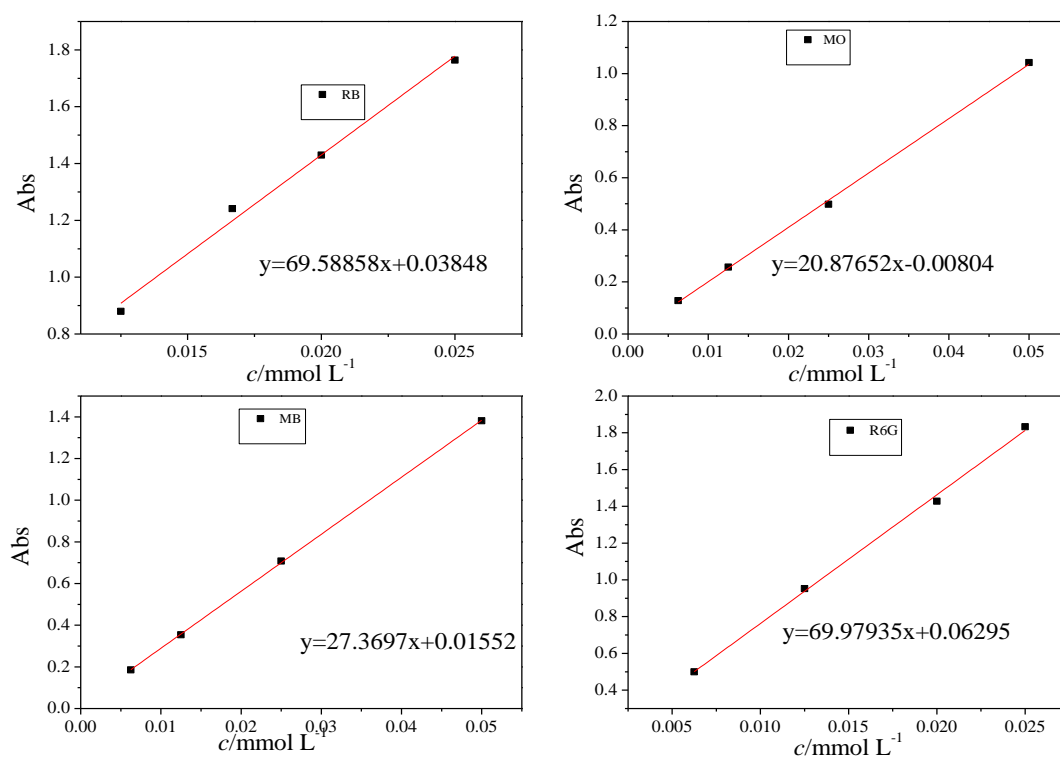 1.8
1.6
1.4
1.2
1.0
0.8
Abs
RB
y=69.58858x+0.03848
0.015 0.020 0.025
c/mmol L⁻¹
1.2
1.0
0.8
0.6
0.4
0.2
0.0
Abs
MO
y=20.87652x-0.00804
0.00 0.01 0.02 0.03 0.04 0.05
c/mmol L⁻¹
1.4
1.2
1.0
0.8
0.6
0.4
0.2
0.0
Abs
MB
y=27.3697x+0.01552
0.00 0.01 0.02 0.03 0.04 0.05
c/mmol L⁻¹
2.0
1.8
1.6
1.4
1.2
1.0
0.8
0.6
0.4
Abs
R6G
y=69.97935x+0.06295
0.005 0.010 0.015 0.020 0.025
c/mmol L⁻¹